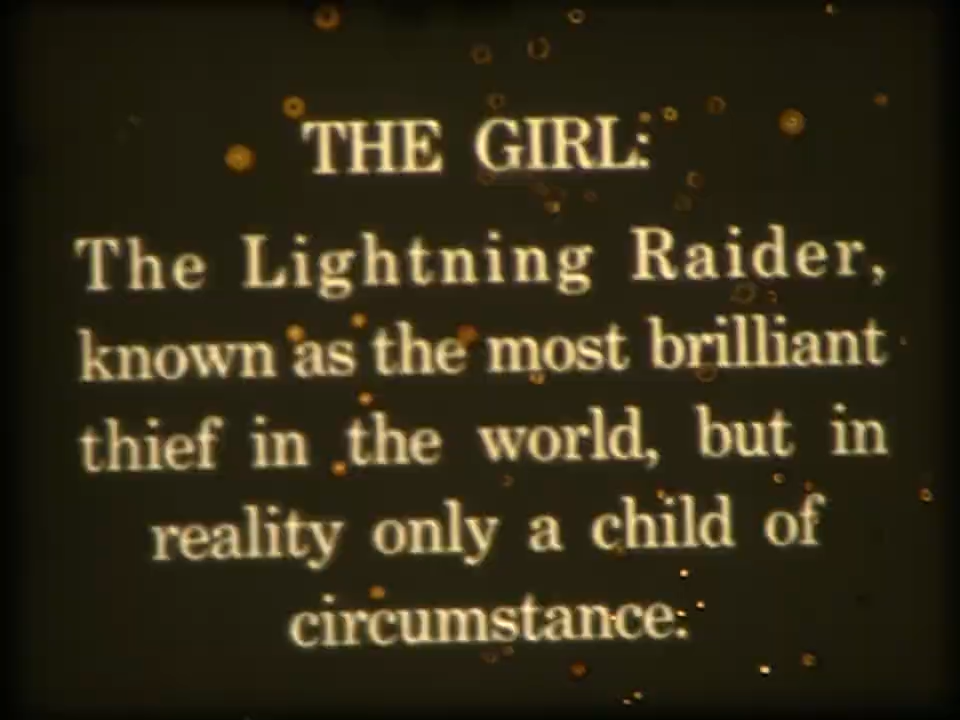 THE GIRL:
The Lightning Raider,
known as the most brilliant
thief in the world, but in
reality only a child of
circumstance.